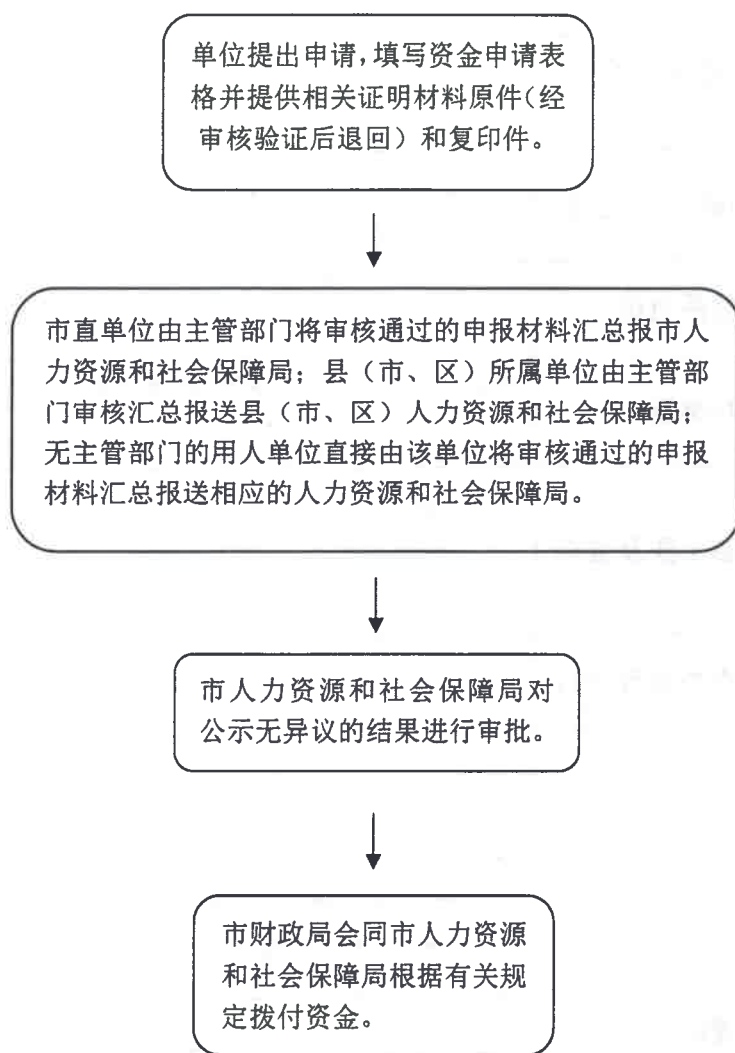 单位提出申请,填写资金申请表
格并提供相关证明材料原件(经
审核验证后退回)和复印件。
市直单位由主管部门将审核通过的申报材料汇总报市人
力资源和社会保障局;县(市、区)所属单位由主管部
门审核汇总报送县(市、区)人力资源和社会保障局;
无主管部门的用人单位直接由该单位将审核通过的申报
材料汇总报送相应的人力资源和社会保障局。
市人力资源和社会保障局对
公示无异议的结果进行审批。
市财政局会同市人力资源
和社会保障局根据有关规
定拨付资金。